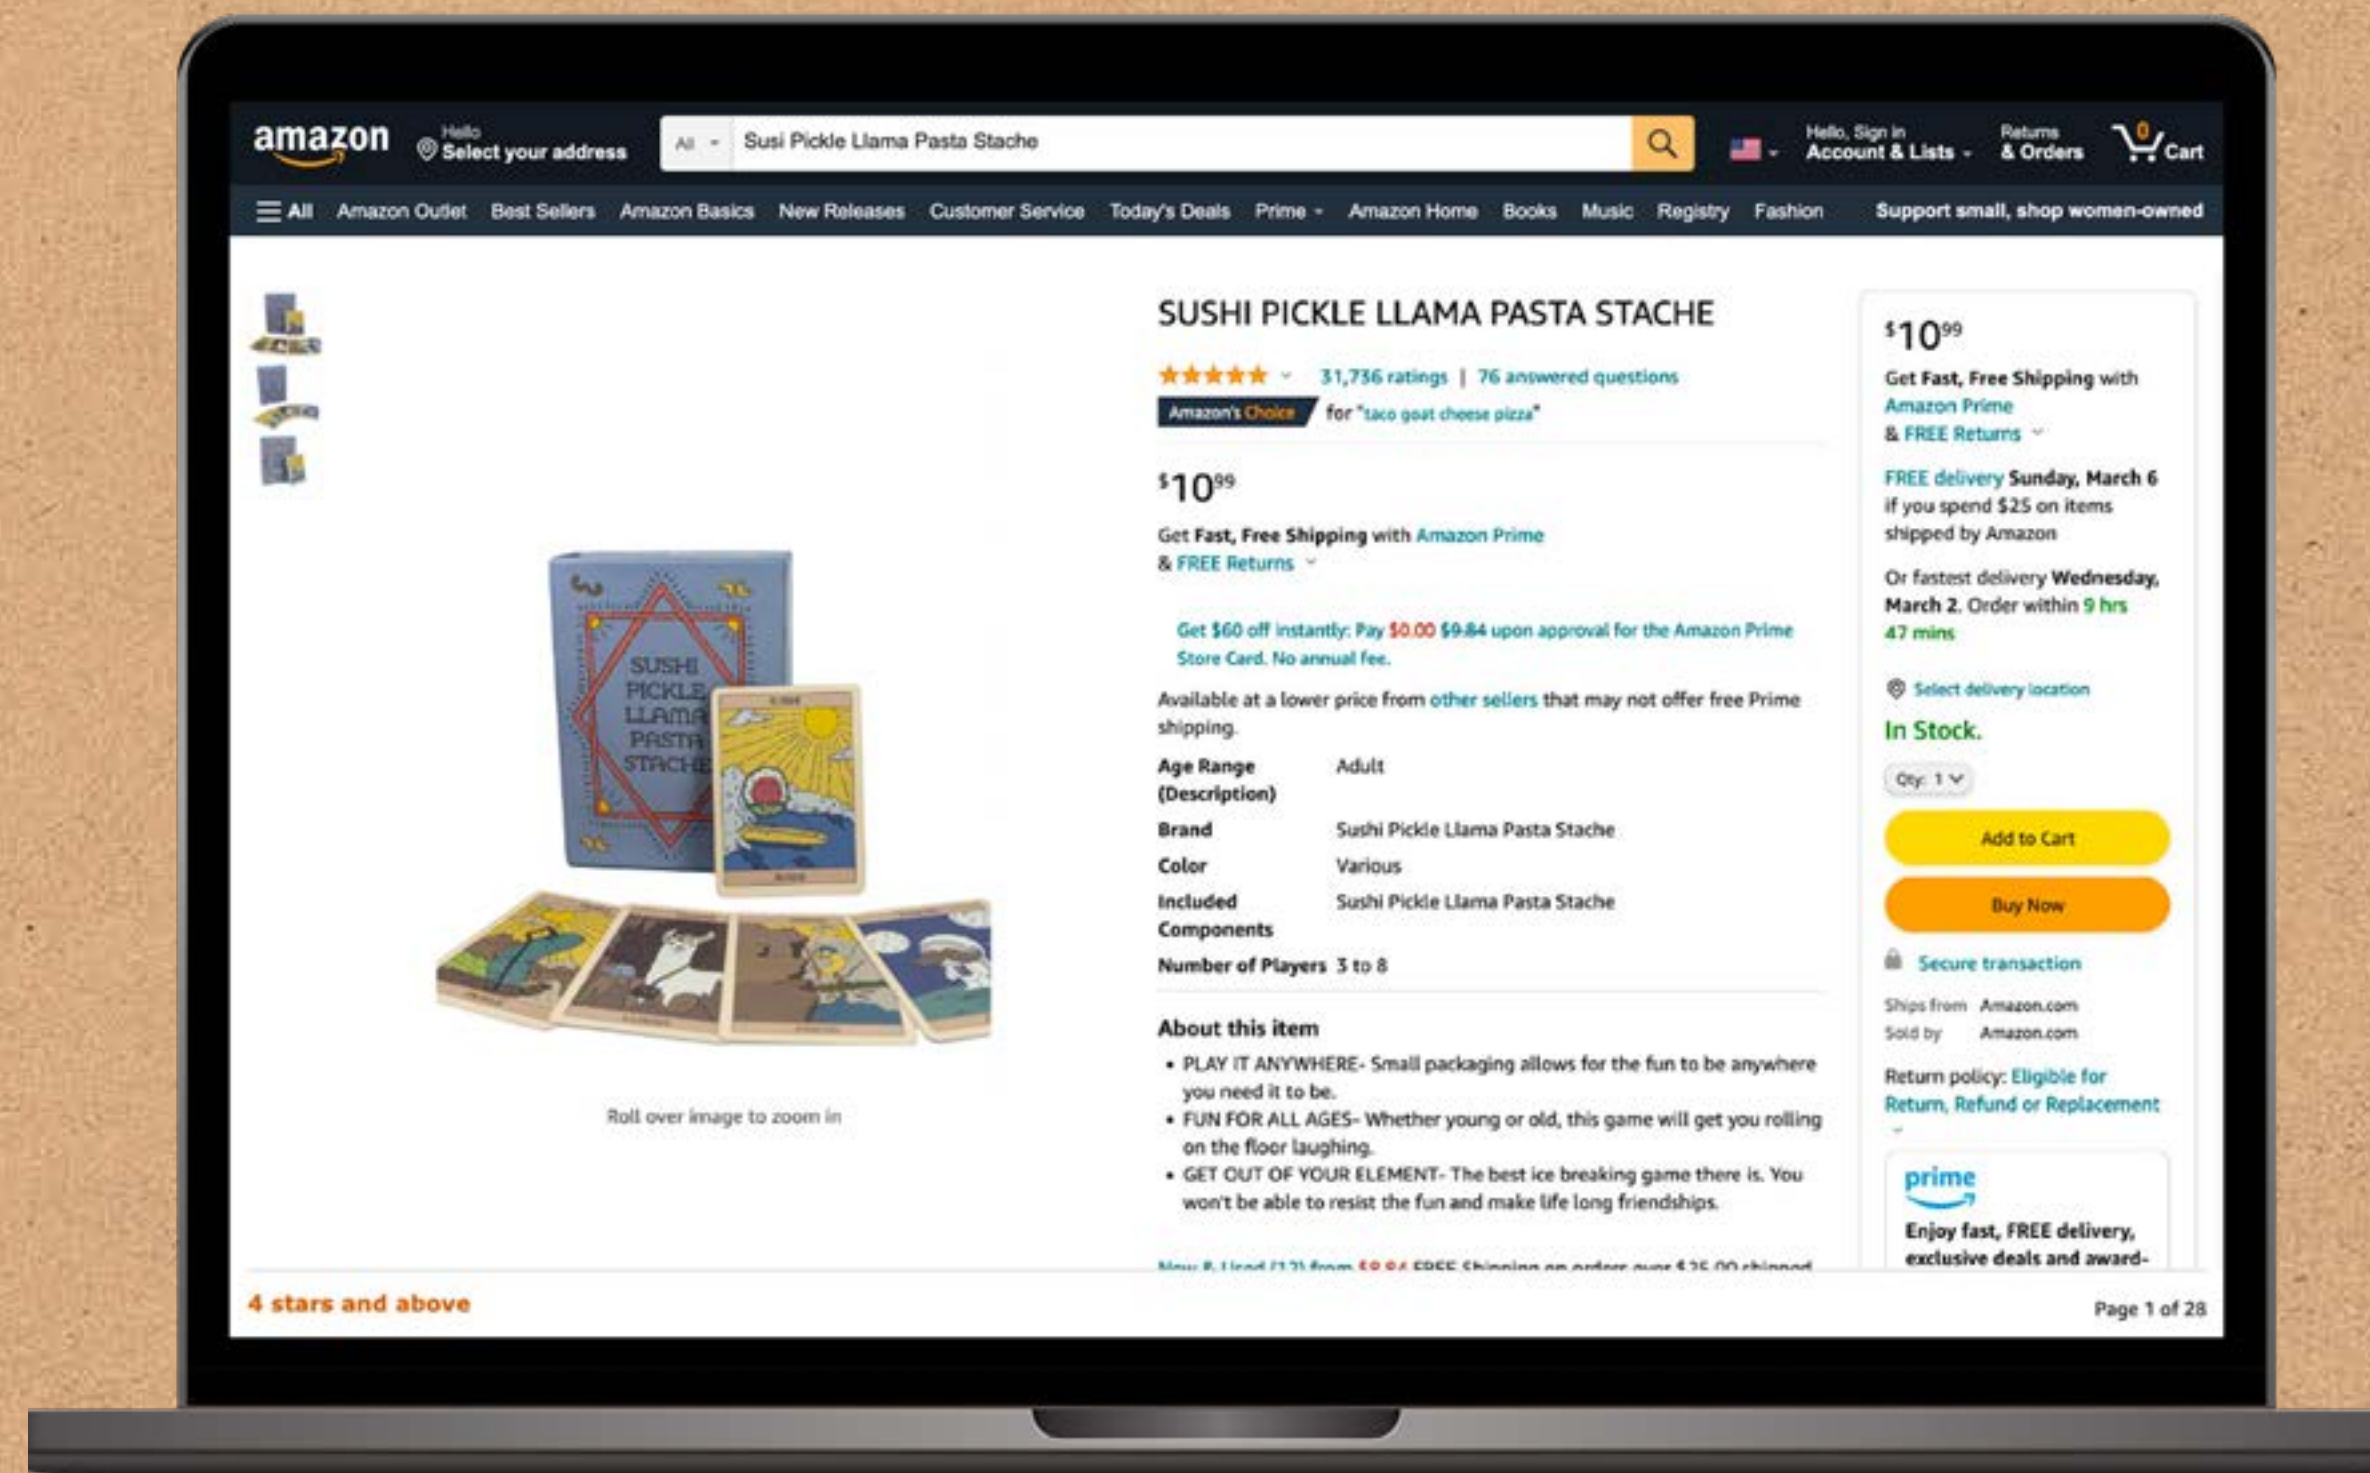 amazon
Hello
Select your address
All
Susi Pickle Llama Pasta Stache
Hello, Sign in
Account & Lists
Returns
& Orders
0
Cart
All Amazon Outlet Best Sellers Amazon Basics New Releases Customer Service Today's Deals Prime Amazon Home Books Music Registry Fashion Support small, shop women-owned
SUSHI
PICKLE
LLAMA
PASTA
STACHE
Roll over image to zoom in
SUSHI PICKLE LLAMA PASTA STACHE
31,736 ratings | 76 answered questions
Amazon's Choice for "taco goat cheese pizza"
$10 99
Get Fast, Free Shipping with Amazon Prime
& FREE Returns
Get $60 off instantly: Pay $0.00 $9.84 upon approval for the Amazon Prime
Store Card. No annual fee.
Available at a lower price from other sellers that may not offer free Prime
shipping.
Age Range Adult
(Description)
Brand Sushi Pickle Llama Pasta Stache
Color Various
Included Sushi Pickle Llama Pasta Stache
Components
Number of Players 3 to 8
About this item
• PLAY IT ANYWHERE- Small packaging allows for the fun to be anywhere
you need it to be.
• FUN FOR ALL AGES- Whether young or old, this game will get you rolling
on the floor laughing.
• GET OUT OF YOUR ELEMENT- The best ice breaking game there is. You
won't be able to resist the fun and make life long friendships.
New & Used (12) from $9.84 FREE Shipping on orders over $25.00 shipped
$10 99
Get Fast, Free Shipping with
Amazon Prime
& FREE Returns
FREE delivery Sunday, March 6
if you spend $25 on items
shipped by Amazon
Or fastest delivery Wednesday,
March 2. Order within 9 hrs
47 mins
Select delivery location
In Stock.
Qty: 1
Add to Cart
Buy Now
Secure transaction
Ships from Amazon.com
Sold by Amazon.com
Return policy: Eligible for
Return, Refund or Replacement
prime
Enjoy fast, FREE delivery,
exclusive deals and award-
4 stars and above
Page 1 of 28